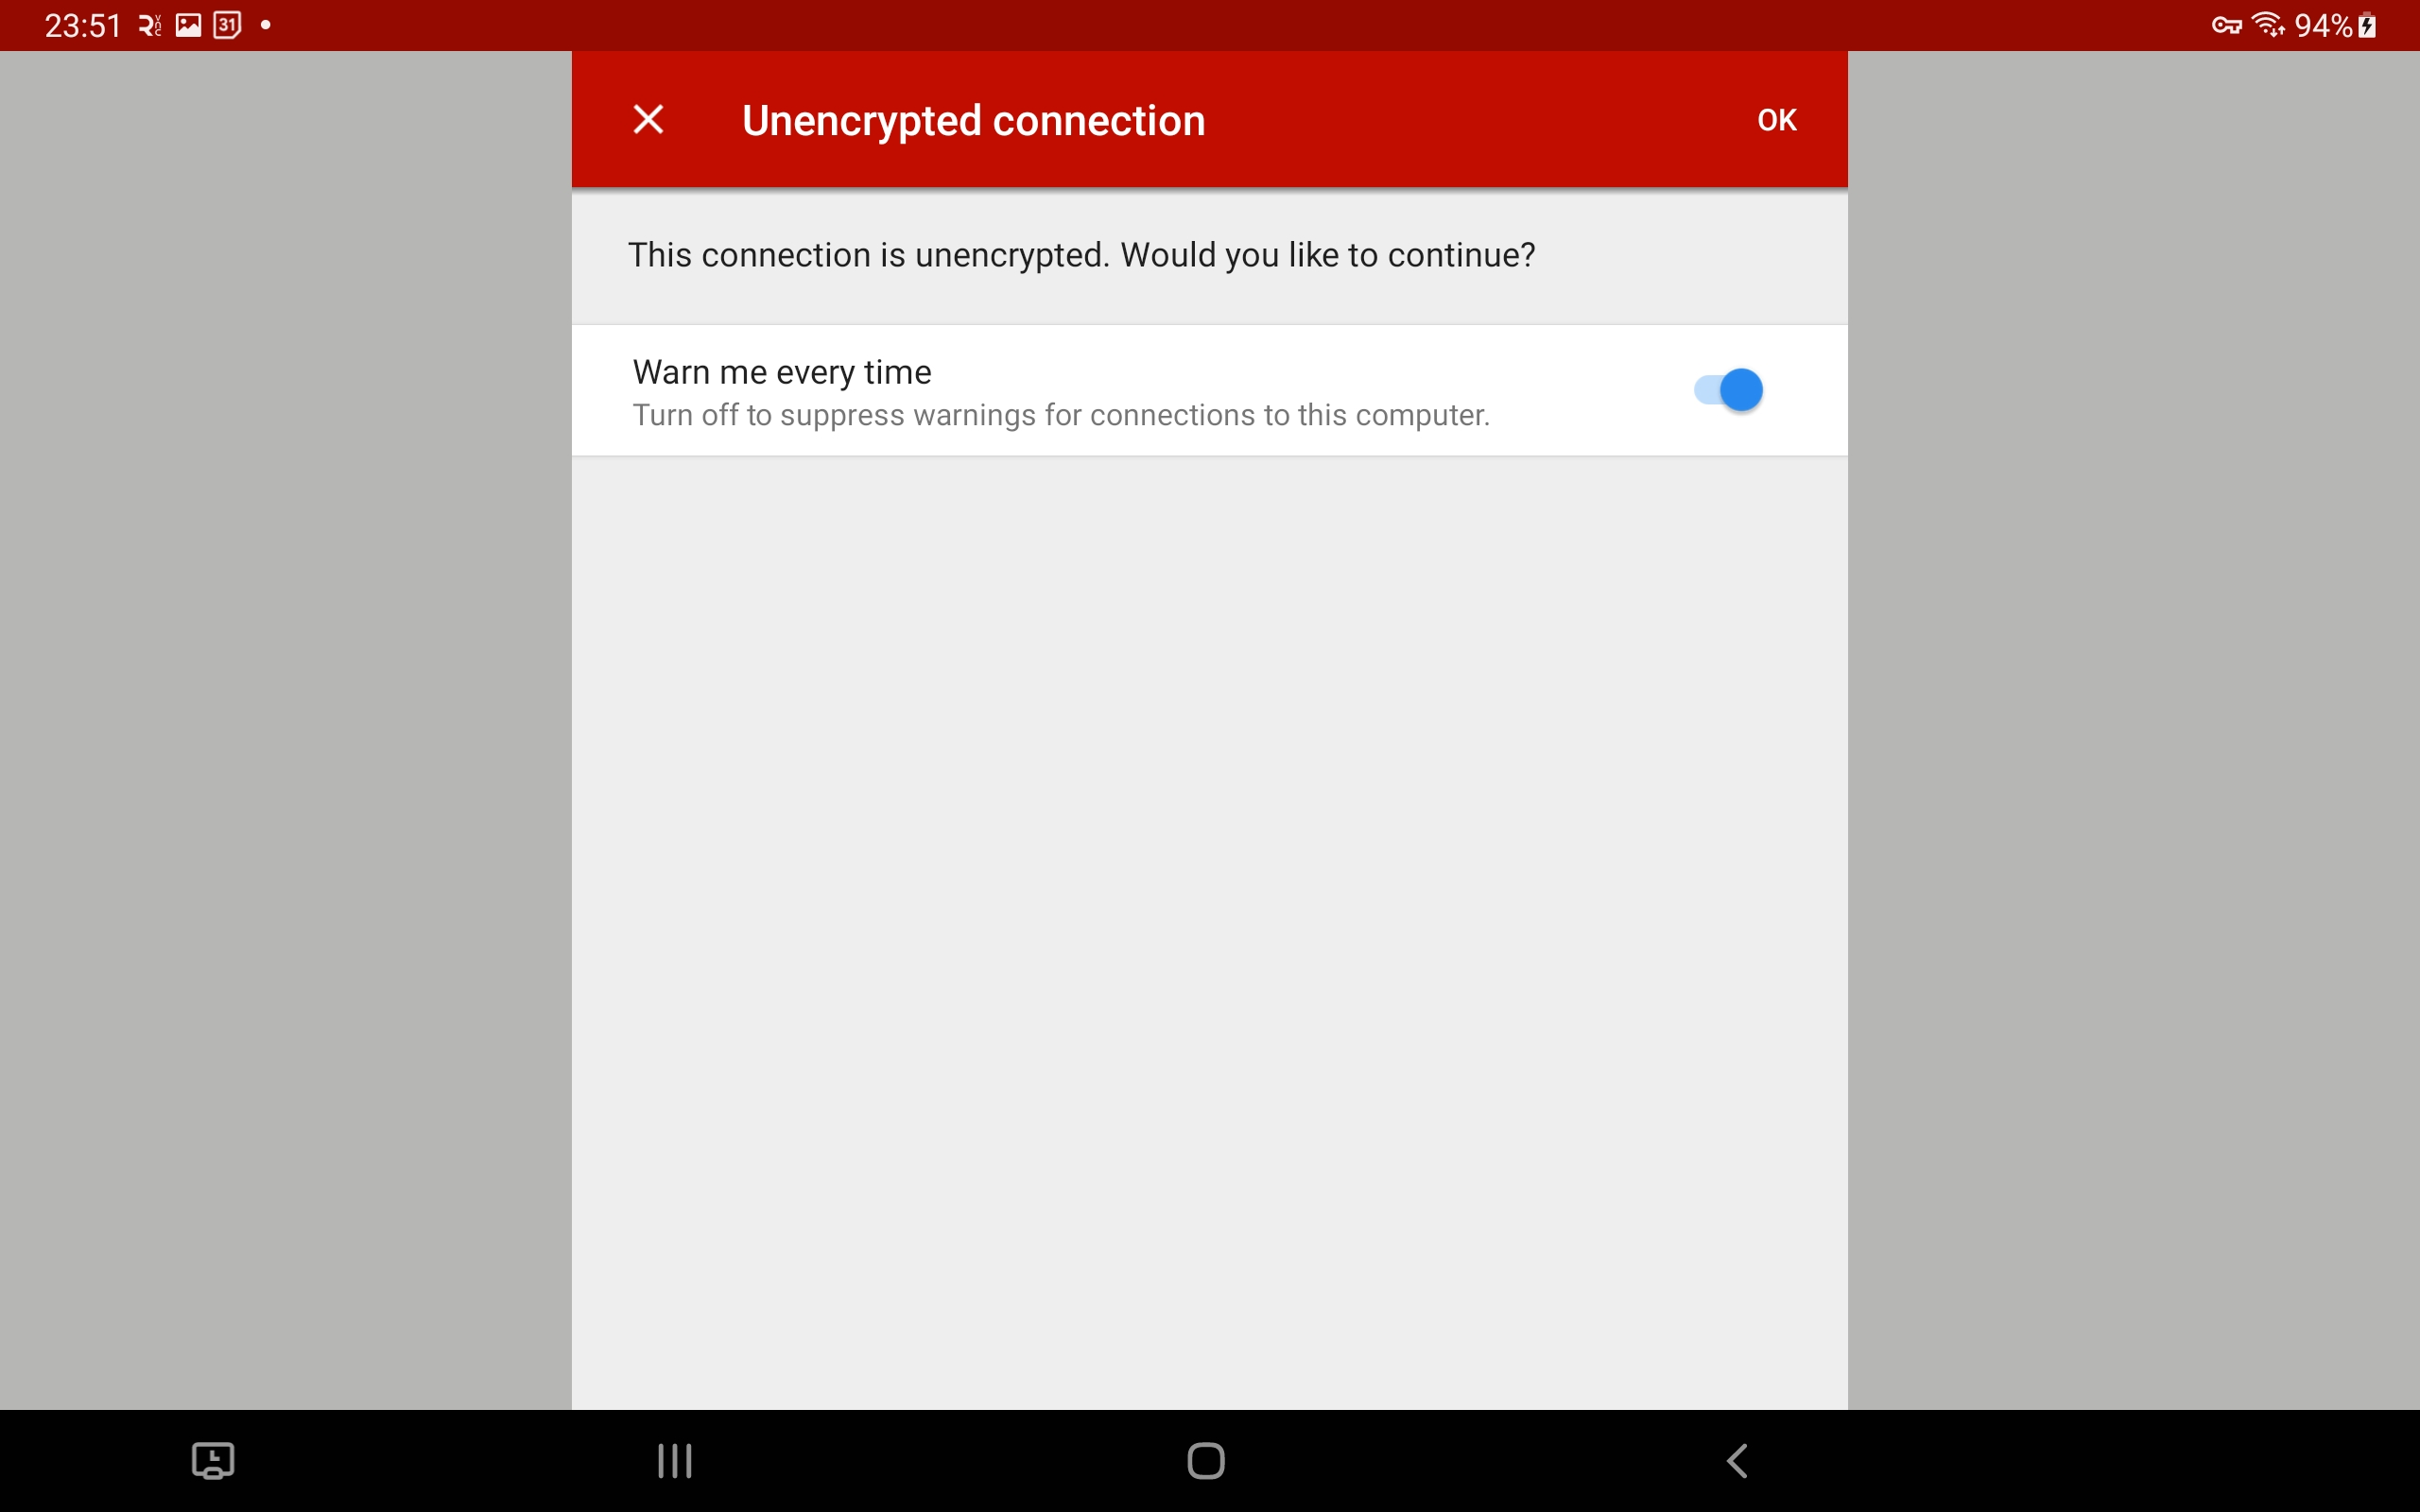 23:51 31 94%
Unencrypted connection OK
This connection is unencrypted. Would you like to continue?
Warn me every time
Turn off to suppress warnings for connections to this computer.